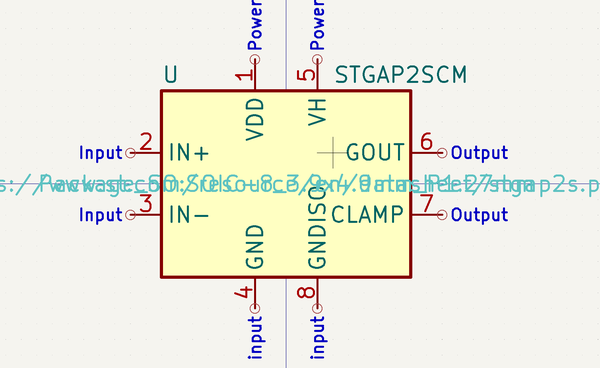 Power Power
U 1 5 STGAP2SCM
VDD VH
Input 2 IN+ GOUT 6 Output
Input 3 IN- GNDISO CLAMP 7 Output
GND
4 8
input input